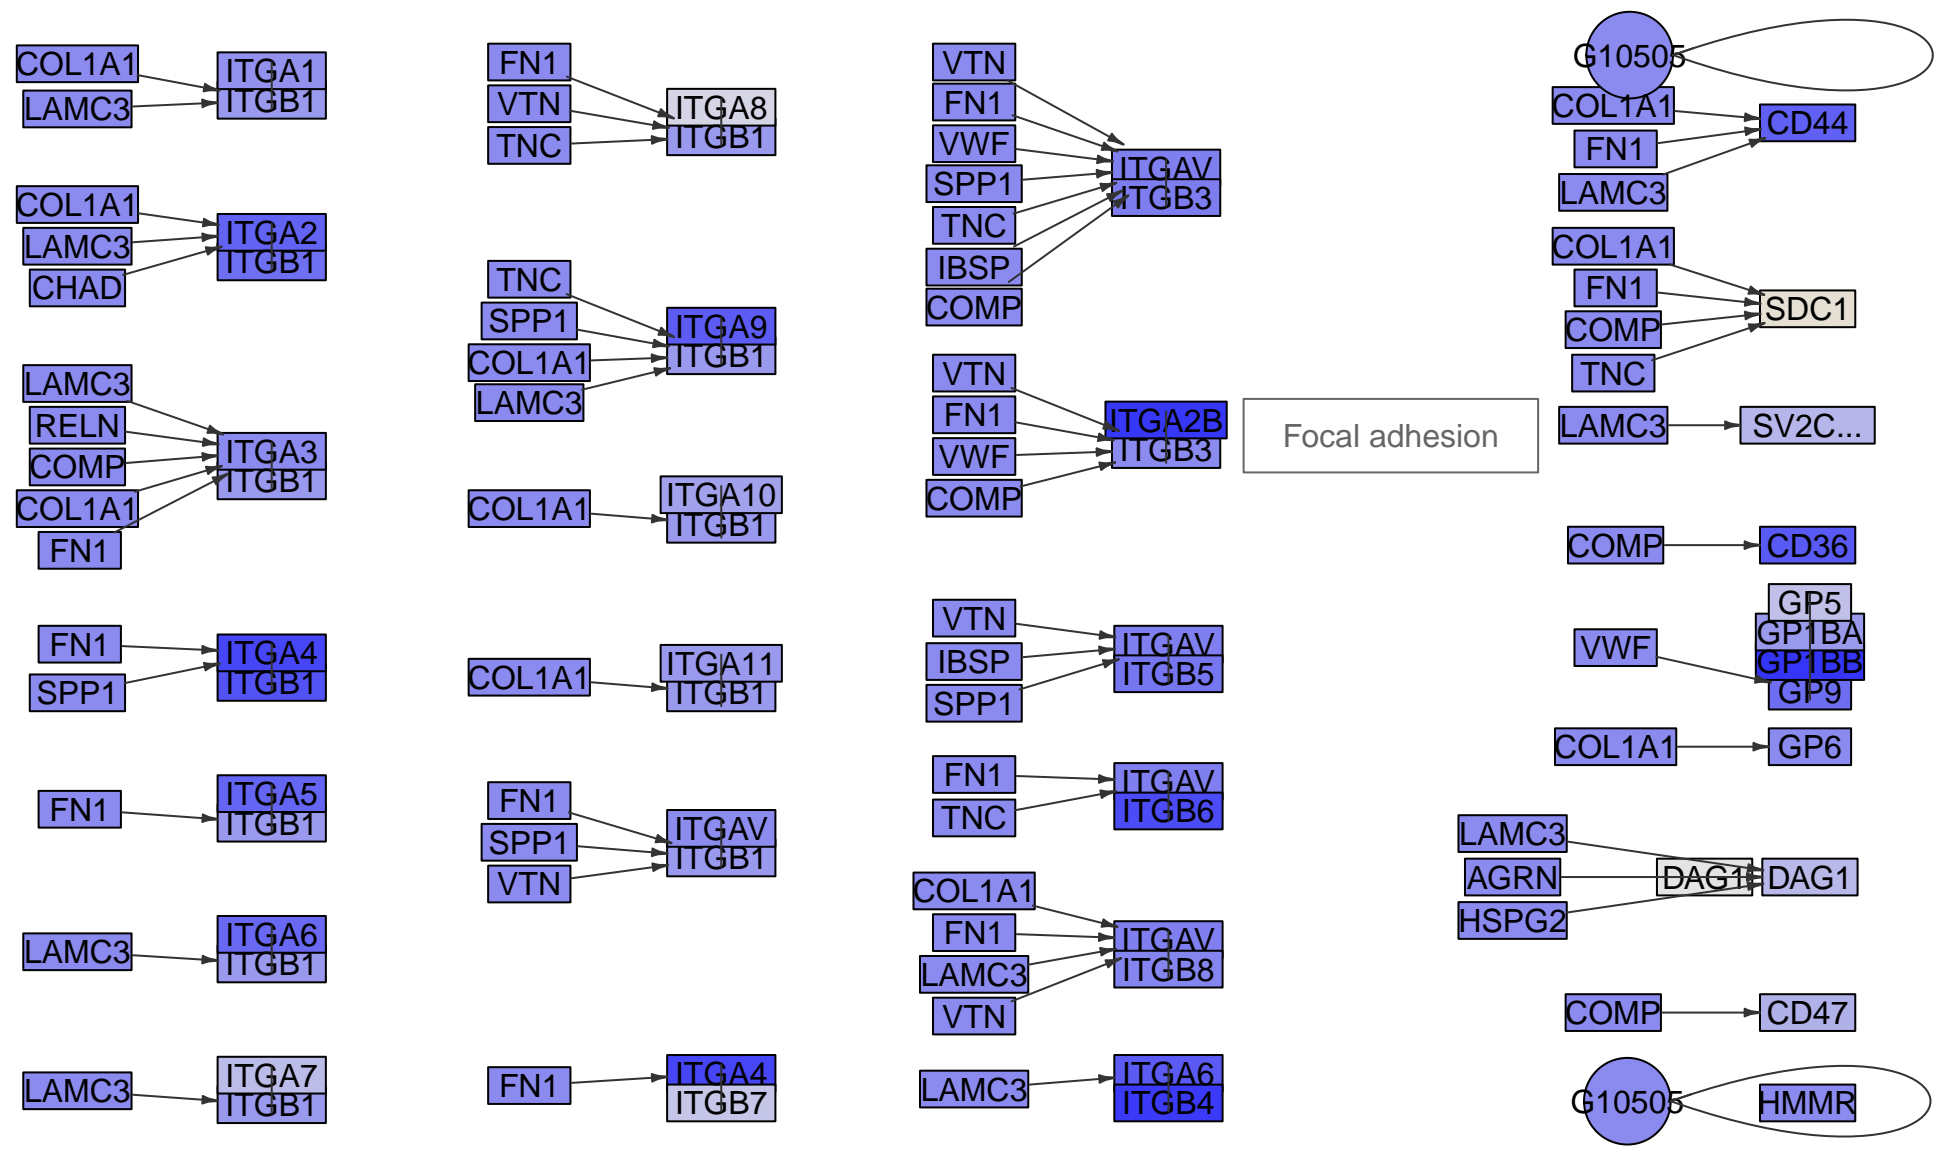 COL1A1
LAMC3
ITGA1
ITGB1
COL1A1
LAMC3
CHAD
ITGA2
ITGB1
LAMC3
RELN
COMP
COL1A1
FN1
ITGA3
ITGB1
FN1
SPP1
ITGA4
ITGB1
FN1
ITGA5
ITGB1
LAMC3
ITGA6
ITGB1
LAMC3
ITGA7
ITGB1
FN1
VTN
TNC
ITGA8
ITGB1
TNC
SPP1
COL1A1
LAMC3
ITGA9
ITGB1
COL1A1
ITGA10
ITGB1
COL1A1
ITGA11
ITGB1
FN1
SPP1
VTN
ITGAV
ITGB1
FN1
ITGA4
ITGB7
VTN
FN1
VWF
SPP1
TNC
IBSP
COMP
ITGAV
ITGB3
VTN
FN1
VWF
COMP
ITGA2B
ITGB3
VTN
IBSP
SPP1
ITGAV
ITGB5
FN1
TNC
ITGAV
ITGB6
COL1A1
FN1
LAMC3
VTN
ITGAV
ITGB8
LAMC3
ITGA6
ITGB4
Focal adhesion
G10505
COL1A1
FN1
LAMC3
CD44
COL1A1
FN1
COMP
TNC
SDC1
LAMC3
SV2C...
COMP
CD36
VWF
GP5
GP1BA
GP1BB
GP9
COL1A1
GP6
LAMC3
AGRN
HSPG2
DAG1
DAG1
COMP
CD47
G10505
HMMR